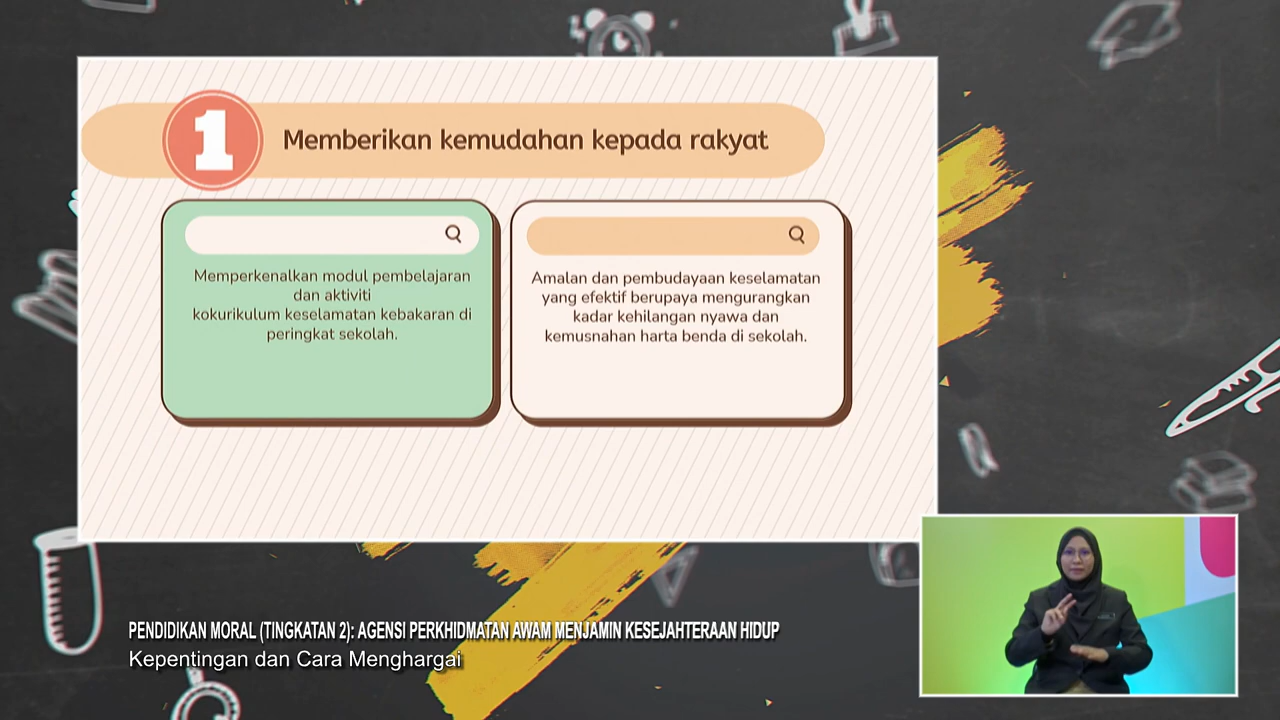 1
Memberikan kemudahan kepada rakyat
Memperkenalkan modul pembelajaran
dan aktiviti
kokurikulum keselamatan kebakaran di
peringkat sekolah.
Amalan dan pembudayaan keselamatan
yang efektif berupaya mengurangkan
kadar kehilangan nyawa dan
kemusnahan harta benda di sekolah.
PENDIDIKAN MORAL (TINGKATAN 2): AGENSI PERKHIDMATAN AWAM MENJAMIN KESEJAHTERAAN HIDUP
Kepentingan dan Cara Menghargai